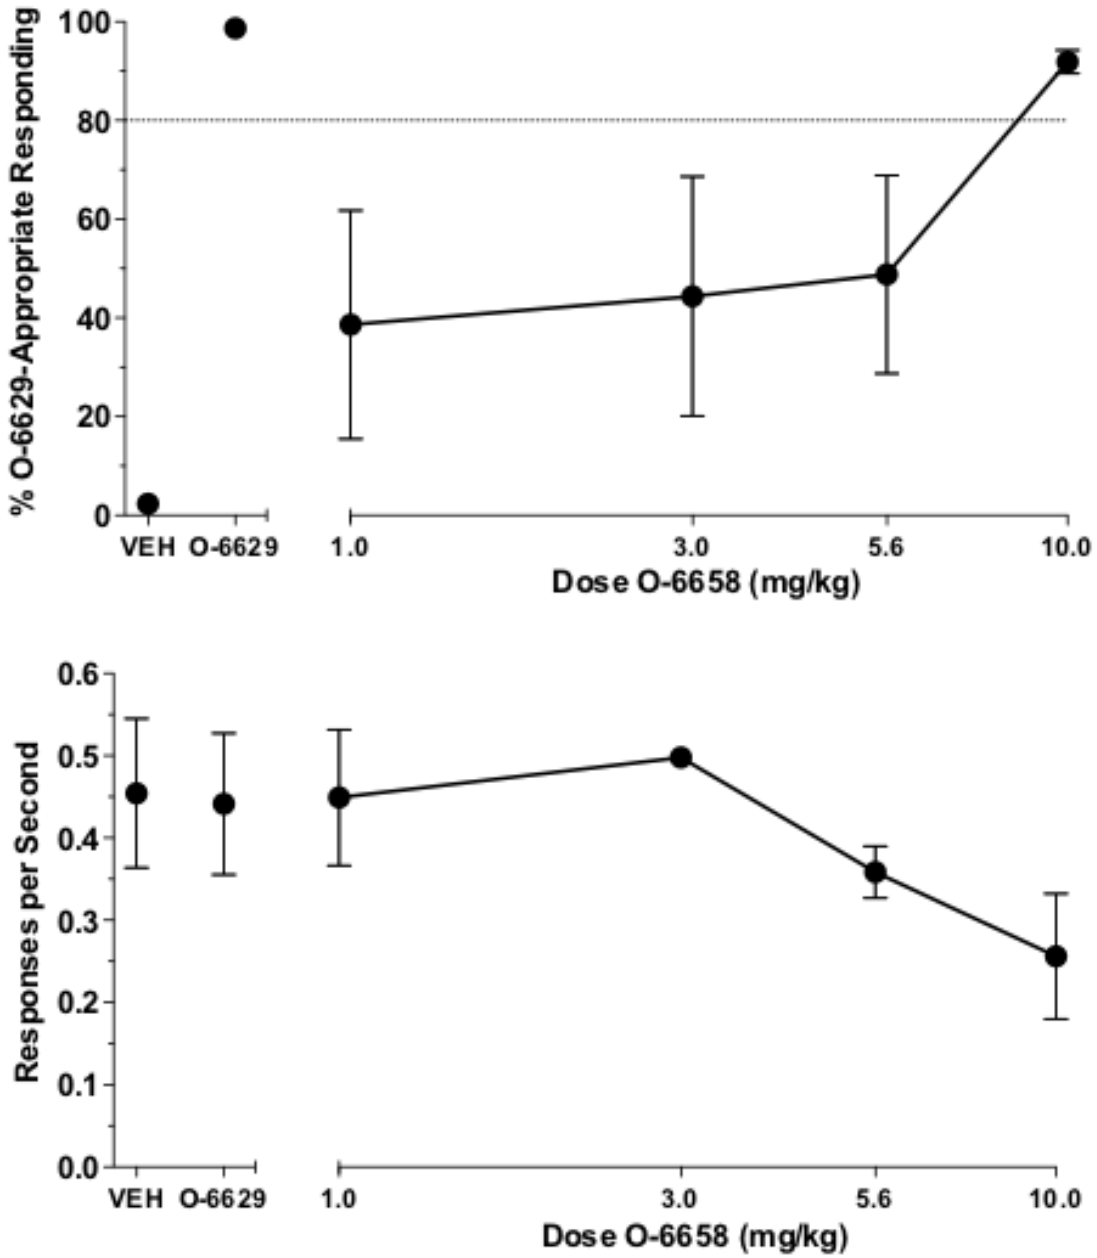 % O-6629-Appropriate Responding
100
80
60
40
20
0
VEH O-6629 1.0 3.0 5.6 10.0
Dose O-6658 (mg/kg)
Responses per Second
0.6
0.5
0.4
0.3
0.2
0.1
0.0
VEH O-6629 1.0 3.0 5.6 10.0
Dose O-6658 (mg/kg)